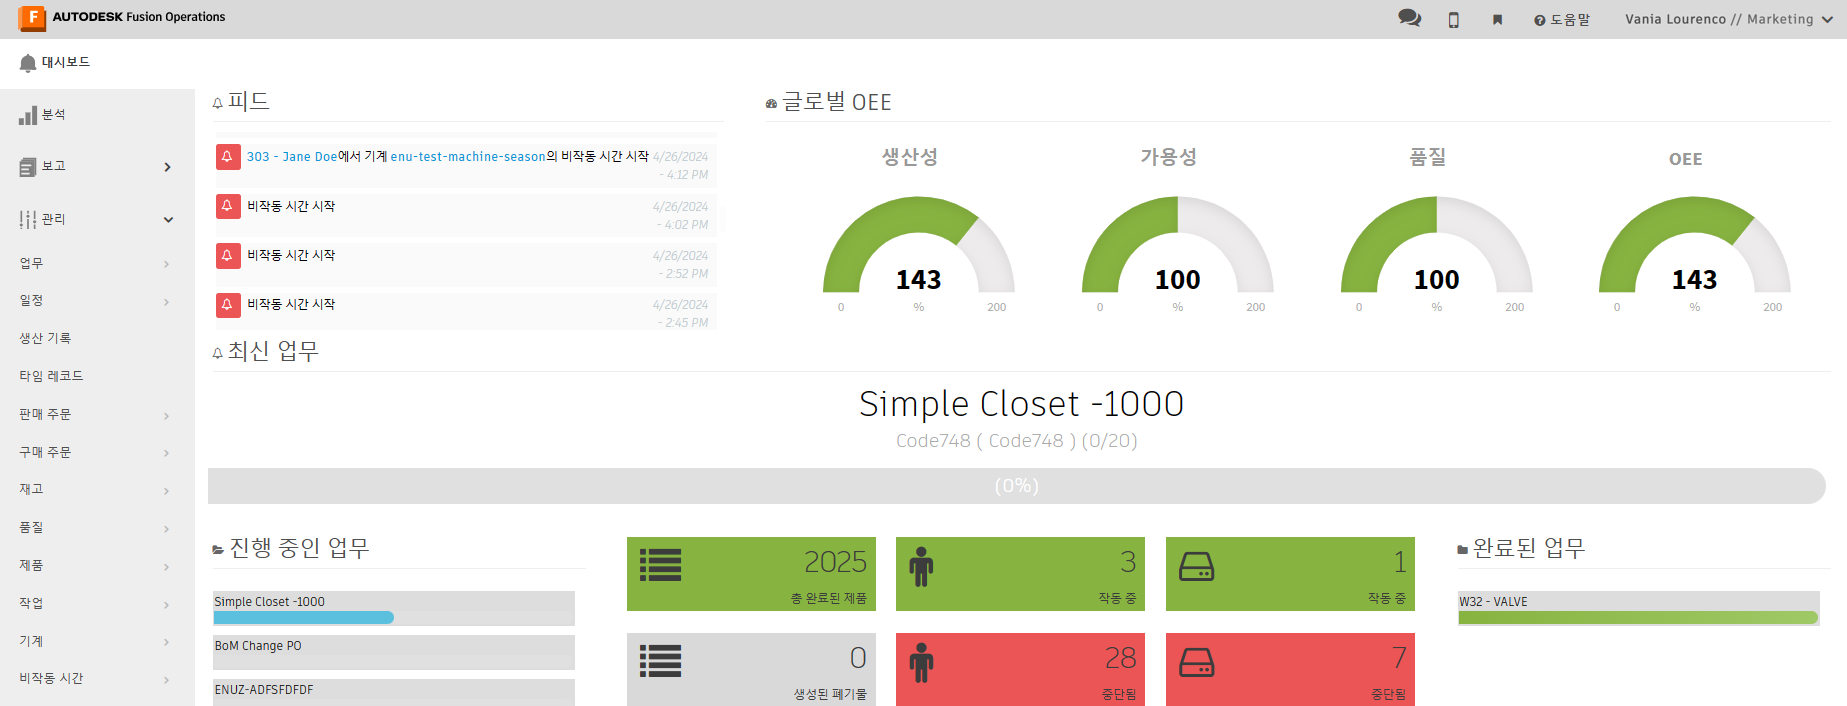 AUTODESK Fusion Operations
도움말
Vania Lourenco // Marketing
대시보드
분석
보고
관리
업무
일정
생산 기록
타임 레코드
판매 주문
구매 주문
재고
품질
제품
작업
기계
비작동 시간
피드
303 - Jane Doe에서 기계 enu-test-machine-season의 비작동 시간 시작 4/26/2024
- 4:12 PM
비작동 시간 시작 4/26/2024
- 4:02 PM
비작동 시간 시작 4/26/2024
- 2:52 PM
비작동 시간 시작 4/26/2024
- 2:45 PM
글로벌 OEE
생산성
143
0 % 200
가용성
100
0 % 200
품질
100
0 % 200
OEE
143
0 % 200
최신 업무
Simple Closet -1000
Code748 ( Code748 ) (0/20)
(0%)
진행 중인 업무
Simple Closet -1000
BoM Change PO
ENUZ-ADFSFDFDF
2025
총 완료된 제품
3
작동 중
1
작동 중
0
생성된 폐기물
28
중단됨
7
중단됨
완료된 업무
W32 - VALVE